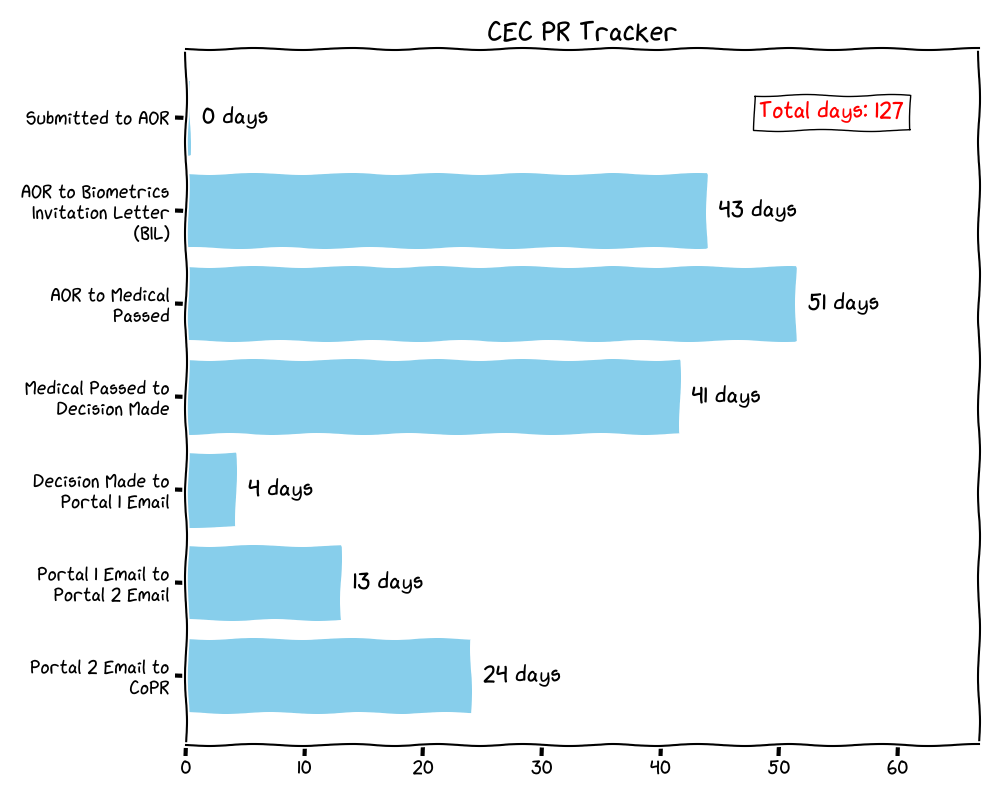 CEC PR Tracker
Submitted to AOR
0 days
Total days: 127
AOR to Biometrics
Invitation Letter
(BIL)
43 days
AOR to Medical
Passed
51 days
Medical Passed to
Decision Made
41 days
Decision Made to
Portal 1 Email
4 days
Portal 1 Email to
Portal 2 Email
13 days
Portal 2 Email to
CoPR
24 days
0 10 20 30 40 50 60